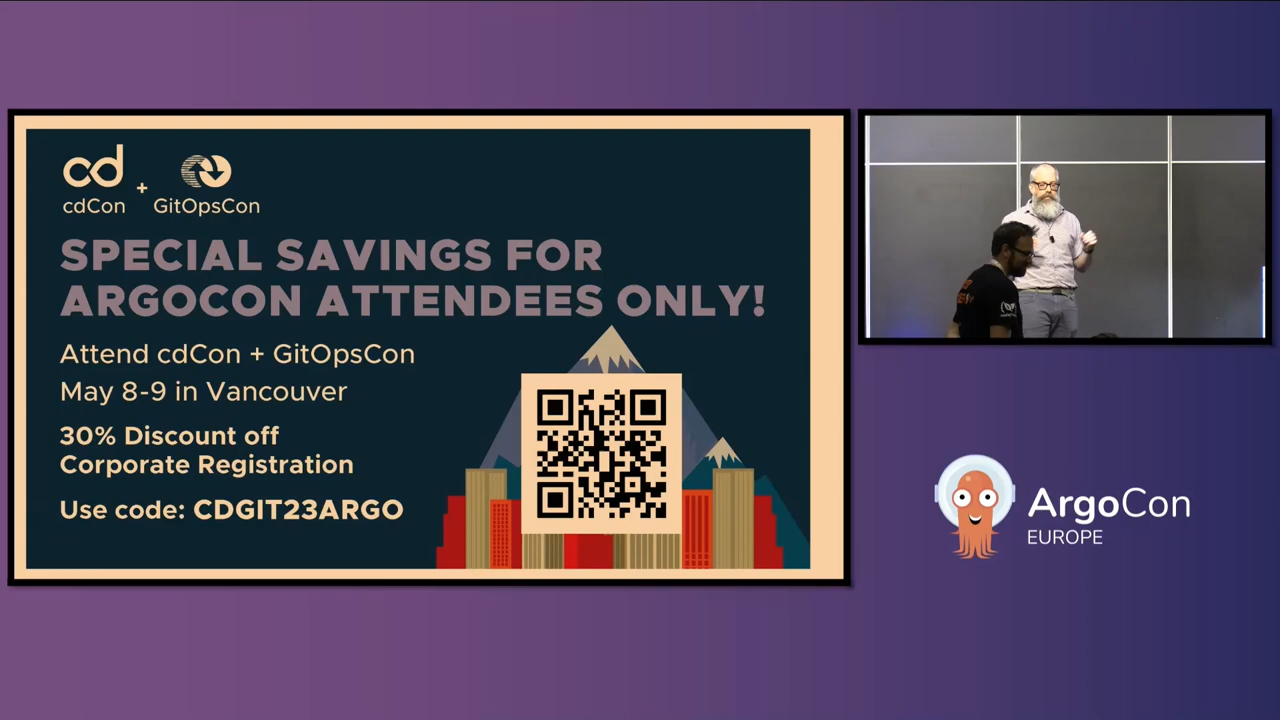 cd
cdCon
+
GitOpsCon
SPECIAL SAVINGS FOR
ARGOCON ATTENDEES ONLY!
Attend cdCon + GitOpsCon
May 8-9 in Vancouver
30% Discount off
Corporate Registration
Use code: CDGIT23ARGO
ArgoCon
EUROPE